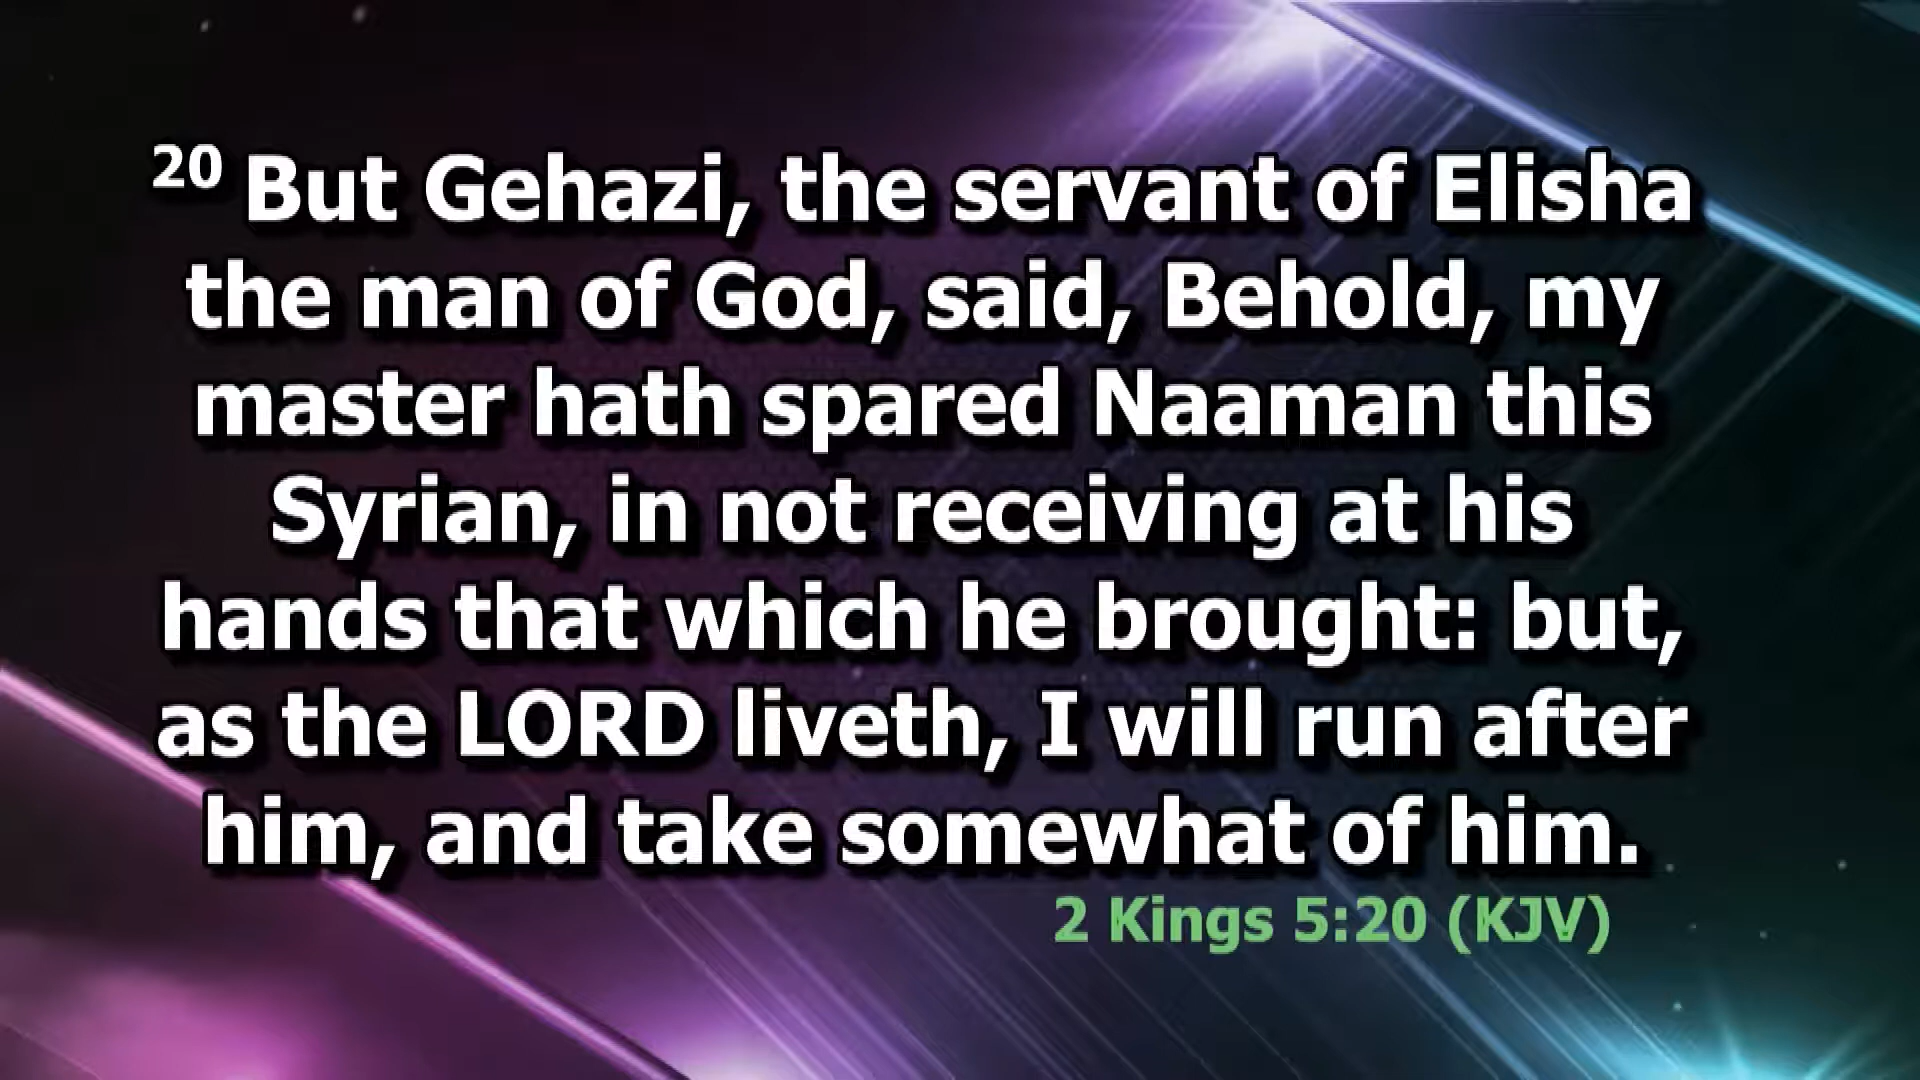 20 But Gehazi, the servant of Elisha
the man of God, said, Behold, my
master hath spared Naaman this
Syrian, in not receiving at his
hands that which he brought: but,
as the LORD liveth, I will run after
him, and take somewhat of him.
2 Kings 5:20 (KJV)